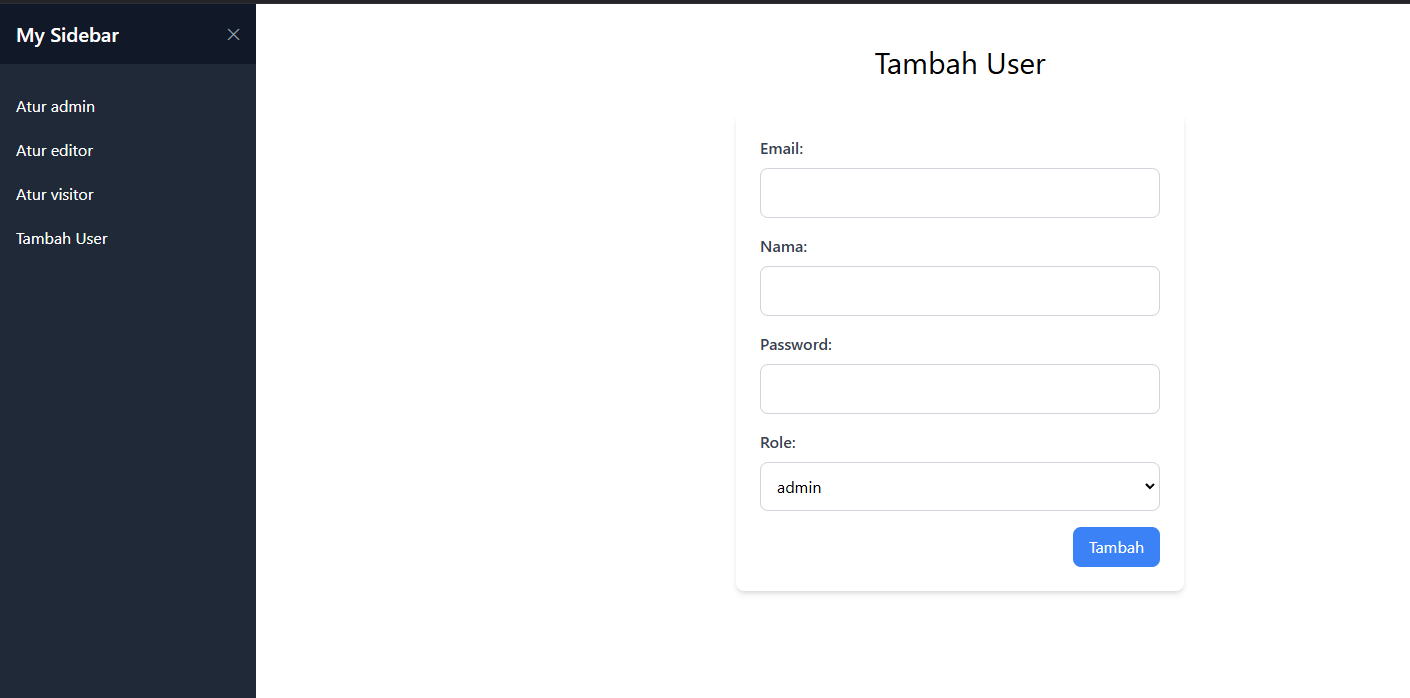 My Sidebar
Atur admin
Atur editor
Atur visitor
Tambah User
Tambah User
Email:
Nama:
Password:
Role:
admin
Tambah